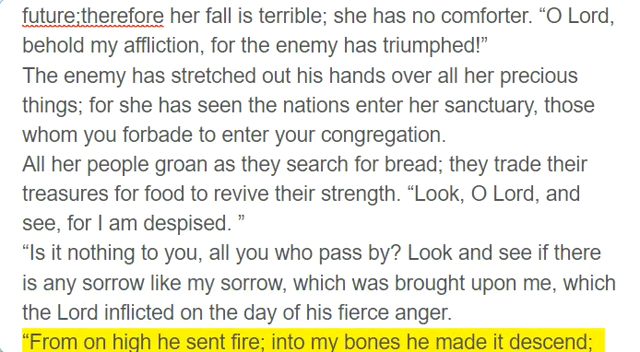 future;therefore her fall is terrible; she has no comforter. “O Lord,
behold my affliction, for the enemy has triumphed!”
The enemy has stretched out his hands over all her precious
things; for she has seen the nations enter her sanctuary, those
whom you forbade to enter your congregation.
All her people groan as they search for bread; they trade their
treasures for food to revive their strength. “Look, O Lord, and
see, for I am despised. ”
“Is it nothing to you, all you who pass by? Look and see if there
is any sorrow like my sorrow, which was brought upon me, which
the Lord inflicted on the day of his fierce anger.
“From on high he sent fire; into my bones he made it descend;